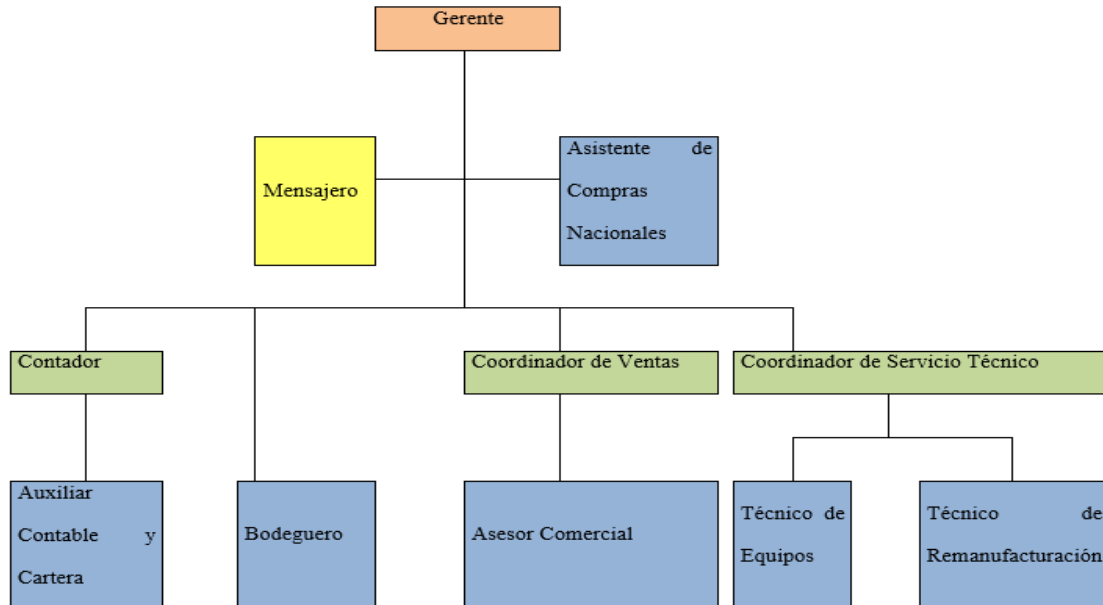 Gerente
Mensajero
Asistente de
Compras
Nacionales
Contador
Coordinador de Ventas
Coordinador de Servicio Técnico
Auxiliar
Contable y
Cartera
Bodeguero
Asesor Comercial
Técnico de
Equipos
Técnico de
Remanufacturación